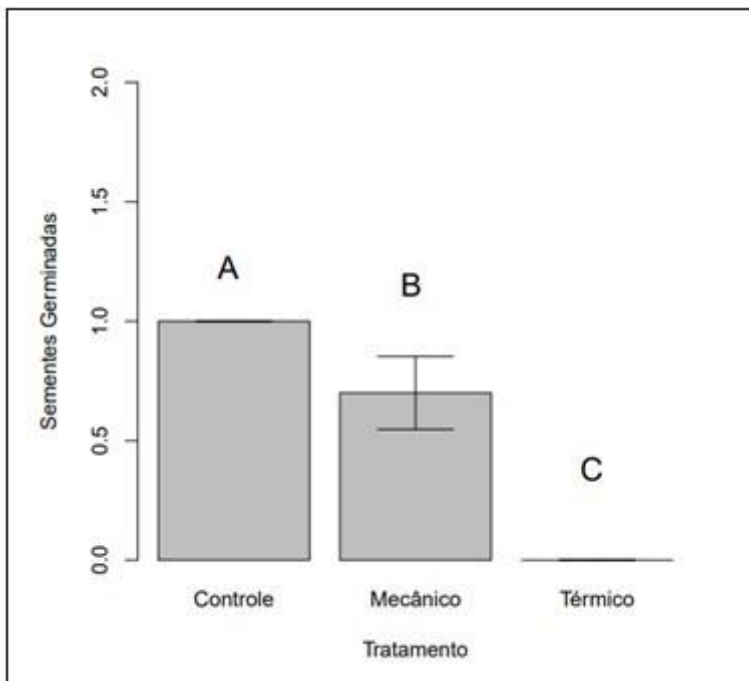 2.0
1.5
1.0
0.5
0.0
Sementes Germinadas
A
B
C
Controle Mecânico Térmico
Tratamento